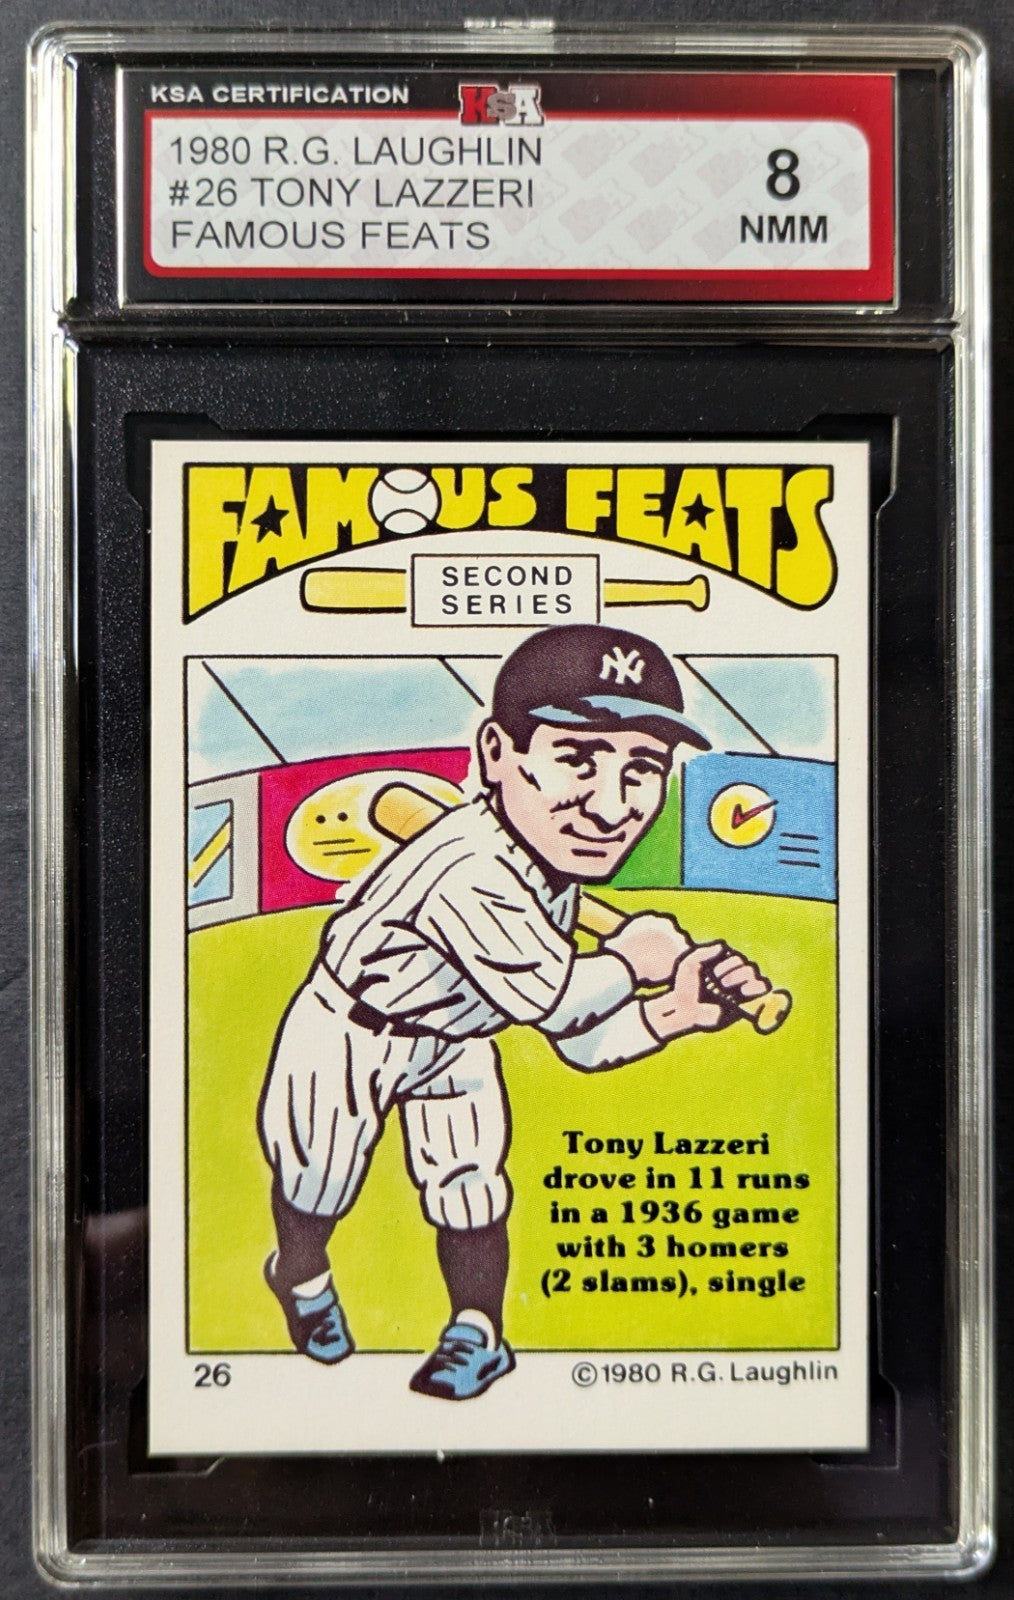 KSA CERTIFICATION
KSA
1980 R.G. LAUGHLIN
#26 TONY LAZZERI
FAMOUS FEATS
8
NMM
FAMOUS FEATS
SECOND
SERIES
NY
Tony Lazzeri
drove in 11 runs
in a 1936 game
with 3 homers
(2 slams), single
26
©1980 R.G. Laughlin